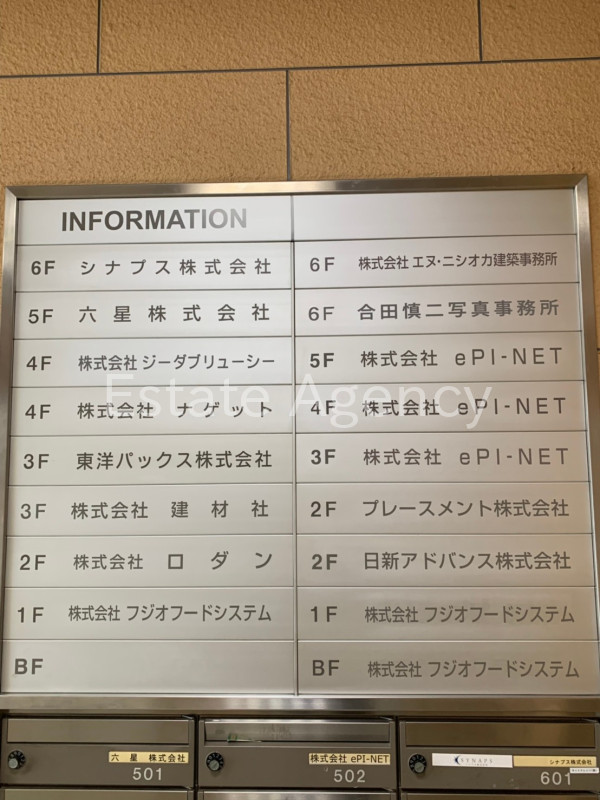 INFORMATION
6F シナプス株式会社
5F 六星株式会社
4F 株式会社 ジーダブリューシー
4F 株式会社 ナゲット
3F 東洋パックス株式会社
3F 株式会社 建材社
2F 株式会社 ロダン
1F 株式会社 フジオフードシステム
BF
6F 株式会社 エヌ・ニシオカ建築事務所
6F 合田慎二写真事務所
5F 株式会社 ePI-NET
4F 株式会社 ePI-NET
3F 株式会社 ePI-NET
2F プレースメント株式会社
2F 日新アドバンス株式会社
1F 株式会社 フジオフードシステム
BF 株式会社 フジオフードシステム
Estate Agency
六星 株式会社
501
株式会社 ePI-NET
502
SYNAPS
シナプス株式会社
601